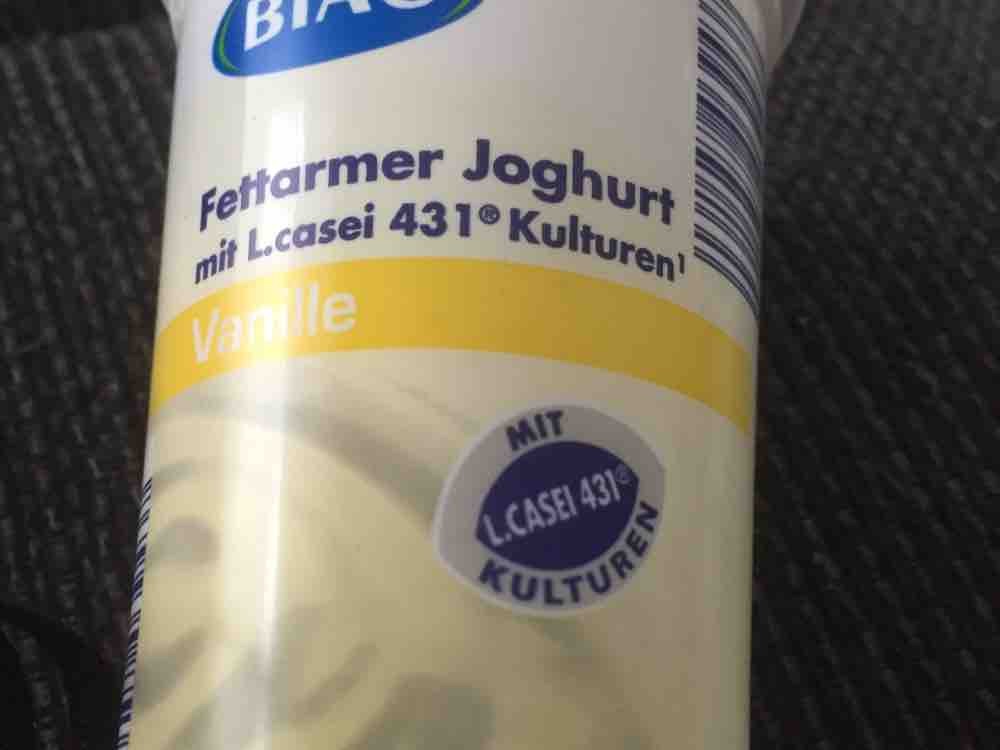 Fettarmer Joghurt
mit L.casei 431® Kulturen¹
Vanille
MIT
L.CASEI 431®
KULTUREN